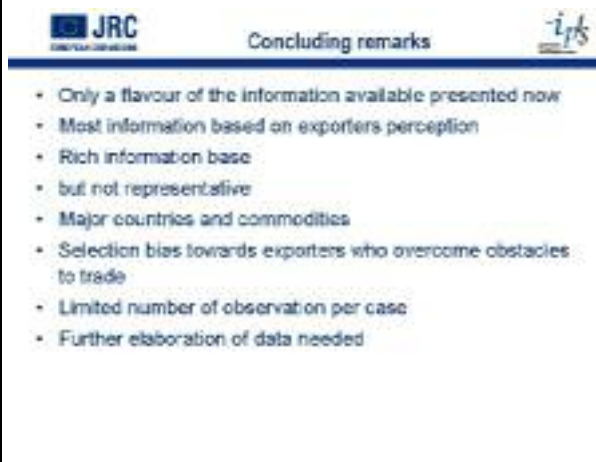 JRC
Concluding remarks
ipts
• Only a flavour of the information available presented now
• Most information based on exporters perception
• Rich information base
• but not representative
• Major countries and commodities
• Selection bias towards exporters who overcome obstacles
to trade
• Limited number of observation per case
• Further elaboration of data needed